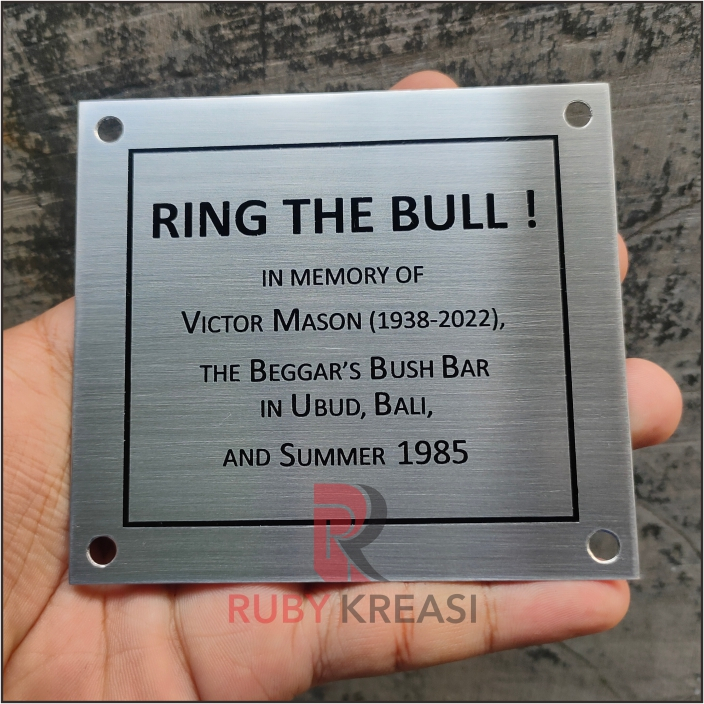 RING THE BULL !
IN MEMORY OF
VICTOR MASON (1938-2022),
THE BEGGAR'S BUSH BAR
IN UBUD, BALI,
AND SUMMER 1985
RUBY KREASI